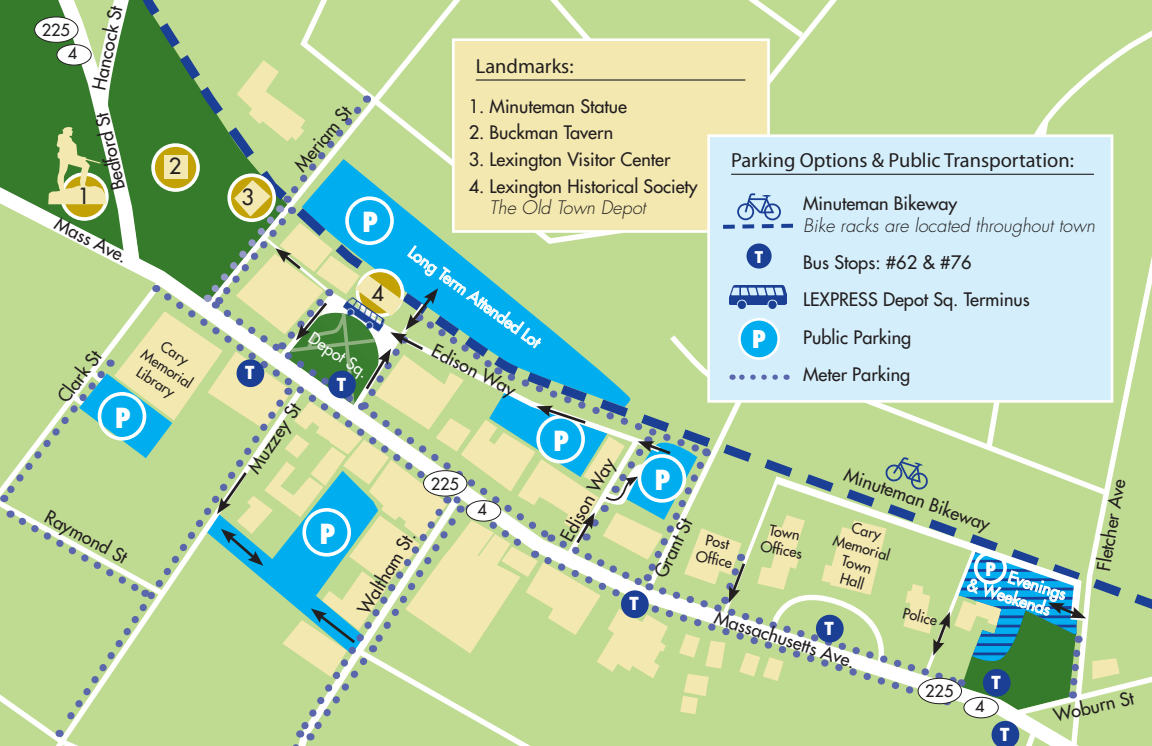 225
4
Hancock St
Bedford St
1
2
3
Meriam St
Mass Ave.
Landmarks:
1. Minuteman Statue
2. Buckman Tavern
3. Lexington Visitor Center
4. Lexington Historical Society
The Old Town Depot
Parking Options & Public Transportation:
Minuteman Bikeway
Bike racks are located throughout town
T
Bus Stops: #62 & #76
LEXPRESS Depot Sq. Terminus
P
Public Parking
Meter Parking
P
Long Term Attended Lot
4
Depot Sq.
Edison Way
Clark St
Cary
Memorial
Library
T
T
P
P
Muzzey St
225
4
Edison Way
P
Raymond St
P
Waltham St.
Grant St
Post
Office
Town
Offices
Cary
Memorial
Town
Hall
Minuteman Bikeway
Fletcher Ave
P
Evenings
& Weekends
Police
T
T
Massachusetts Ave.
T
225
4
Woburn St
T